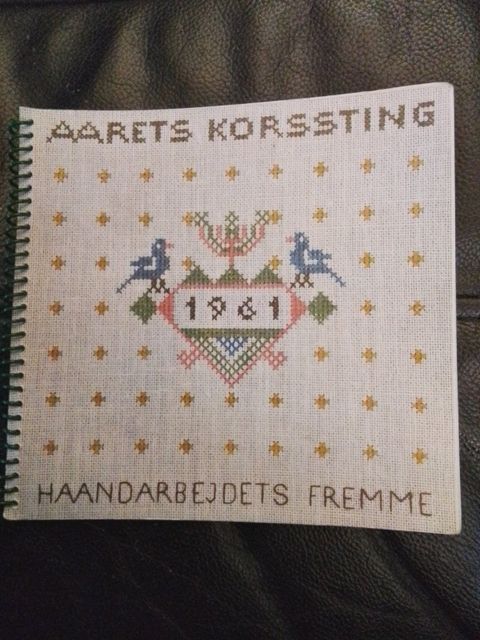 AARETS KORSSTING
1961
HAANDARBEJDETS FREMME